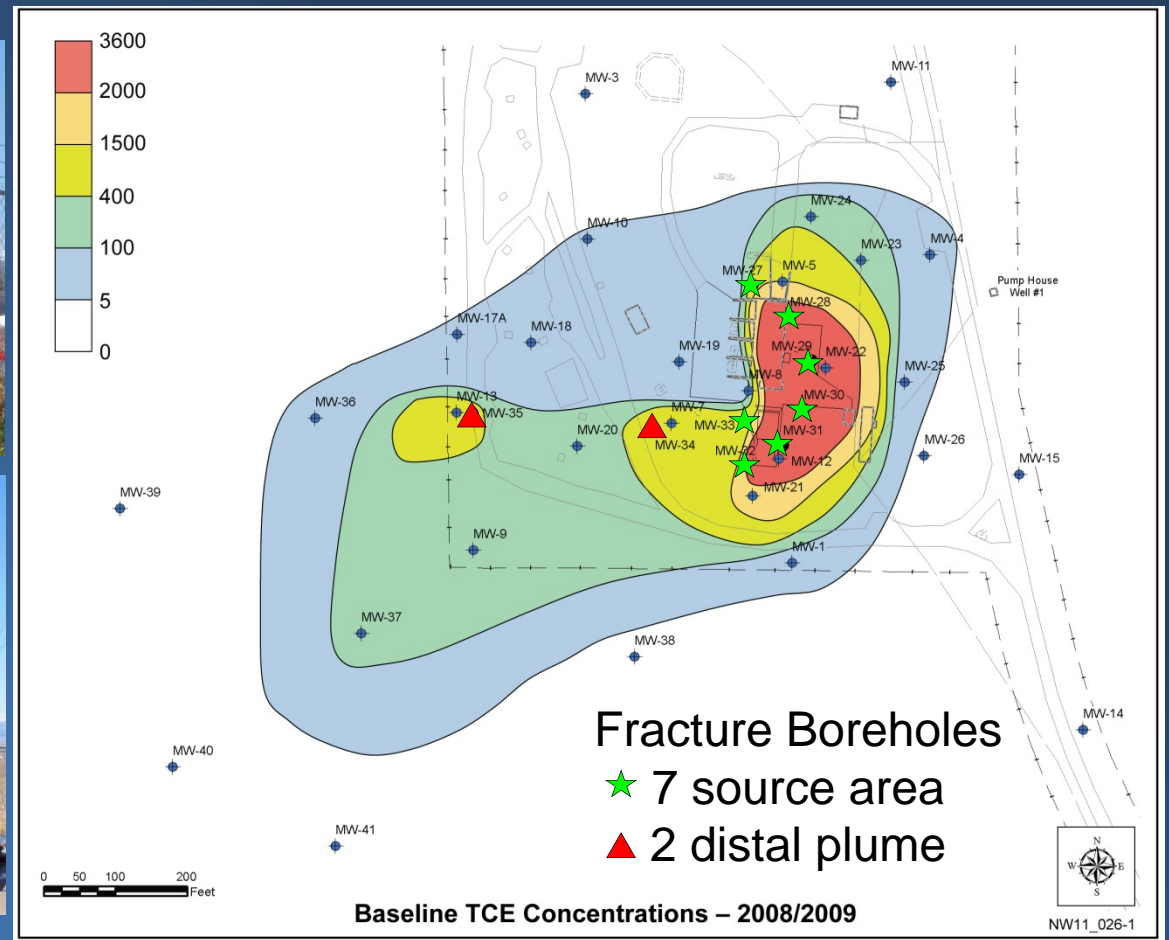 3600
2000
1500
400
100
5
0
MW-3
MW-11
MW-24
MW-10
MW-23
MW-4
MW-27
MW-5
Pump House
Well #1
MW-28
MW-17A
MW-18
MW-29
MW-19
MW-22
MW-8
MW-25
MW-13
MW-35
MW-36
MW-30
MW-7
MW-33
MW-20
MW-34
MW-31
MW-26
MW-32
MW-12
MW-15
MW-21
MW-39
MW-9
MW-1
MW-37
MW-38
MW-14
Fracture Boreholes
7 source area
2 distal plume
MW-40
MW-41
0 50 100 200
Feet
N
W E
S
Baseline TCE Concentrations – 2008/2009
NW11_026-1